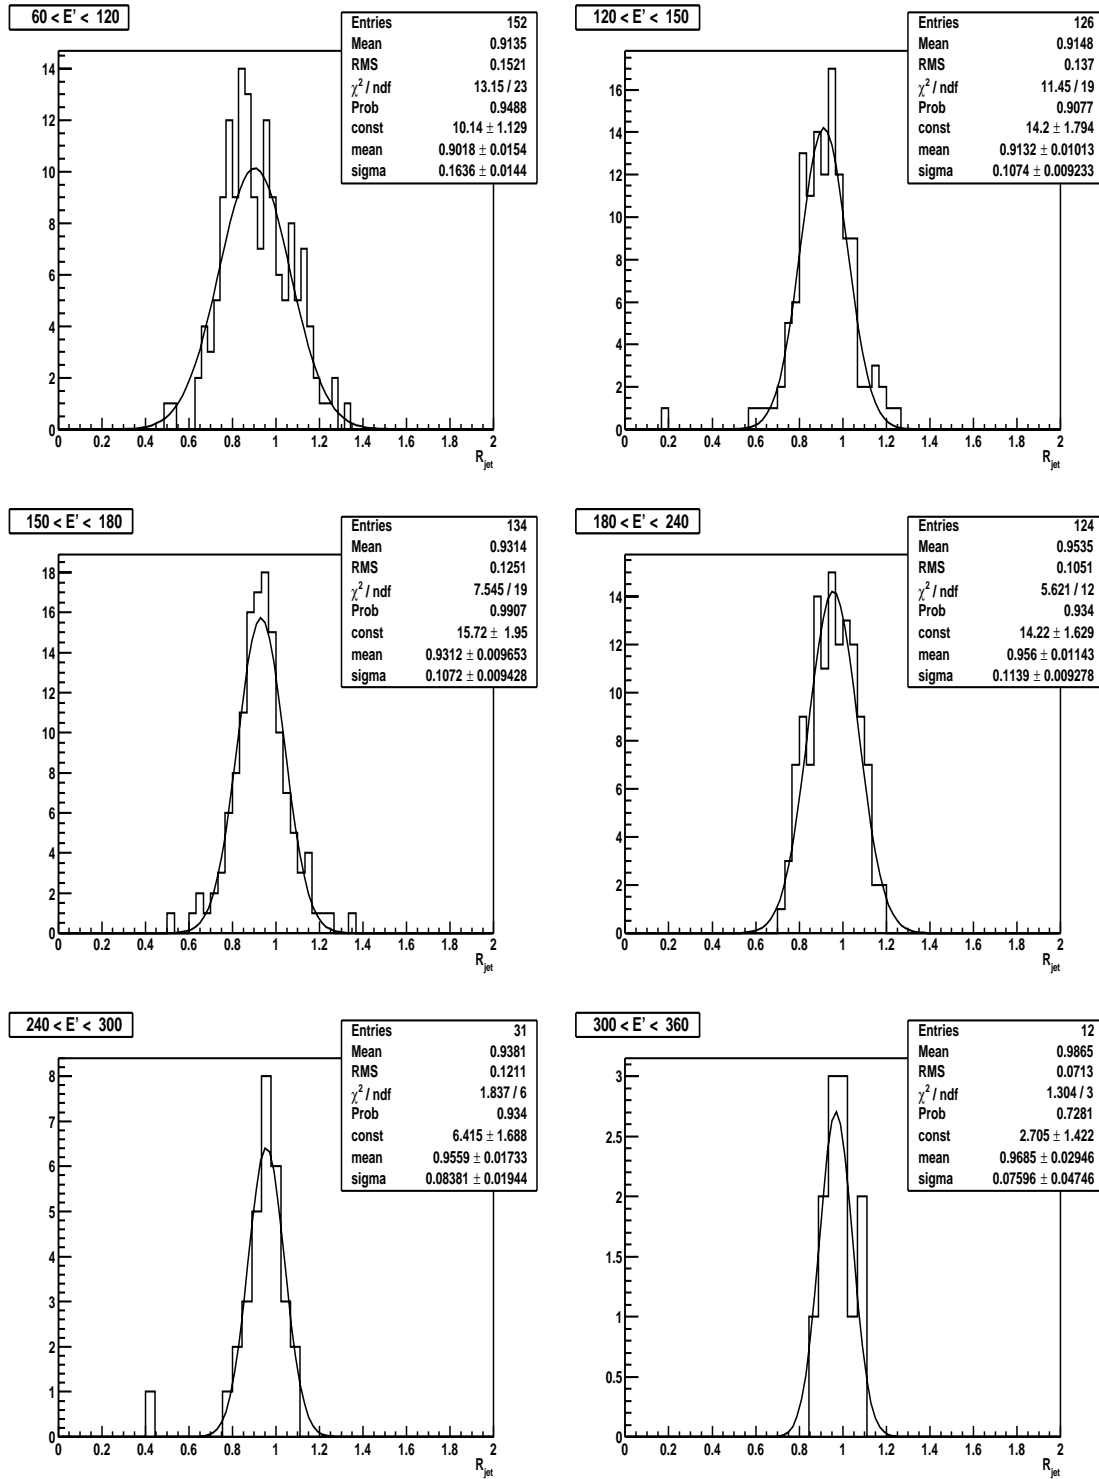 60 < E' < 120
Entries 152
Mean 0.9135
RMS 0.1521
χ² / ndf 13.15 / 23
Prob 0.9488
const 10.14 ± 1.129
mean 0.9018 ± 0.0154
sigma 0.1636 ± 0.0144
14
12
10
8
6
4
2
0
0 0.2 0.4 0.6 0.8 1 1.2 1.4 1.6 1.8 2
R_jet
120 < E' < 150
Entries 126
Mean 0.9148
RMS 0.137
χ² / ndf 11.45 / 19
Prob 0.9077
const 14.2 ± 1.794
mean 0.9132 ± 0.01013
sigma 0.1074 ± 0.009233
16
14
12
10
8
6
4
2
0
0 0.2 0.4 0.6 0.8 1 1.2 1.4 1.6 1.8 2
R_jet
150 < E' < 180
Entries 134
Mean 0.9314
RMS 0.1251
χ² / ndf 7.545 / 19
Prob 0.9907
const 15.72 ± 1.95
mean 0.9312 ± 0.009653
sigma 0.1072 ± 0.009428
18
16
14
12
10
8
6
4
2
0
0 0.2 0.4 0.6 0.8 1 1.2 1.4 1.6 1.8 2
R_jet
180 < E' < 240
Entries 124
Mean 0.9535
RMS 0.1051
χ² / ndf 5.621 / 12
Prob 0.934
const 14.22 ± 1.629
mean 0.956 ± 0.01143
sigma 0.1139 ± 0.009278
14
12
10
8
6
4
2
0
0 0.2 0.4 0.6 0.8 1 1.2 1.4 1.6 1.8 2
R_jet
240 < E' < 300
Entries 31
Mean 0.9381
RMS 0.1211
χ² / ndf 1.837 / 6
Prob 0.934
const 6.415 ± 1.688
mean 0.9559 ± 0.01733
sigma 0.08381 ± 0.01944
8
7
6
5
4
3
2
1
0
0 0.2 0.4 0.6 0.8 1 1.2 1.4 1.6 1.8 2
R_jet
300 < E' < 360
Entries 12
Mean 0.9865
RMS 0.0713
χ² / ndf 1.304 / 3
Prob 0.7281
const 2.705 ± 1.422
mean 0.9685 ± 0.02946
sigma 0.07596 ± 0.04746
3
2.5
2
1.5
1
0.5
0
0 0.2 0.4 0.6 0.8 1 1.2 1.4 1.6 1.8 2
R_jet